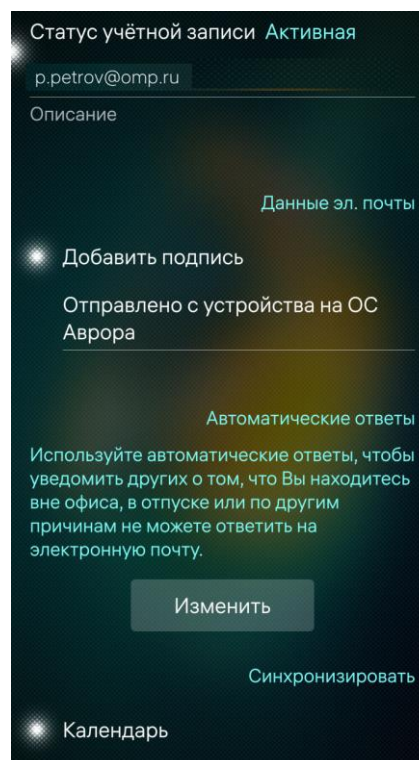 Статус учётной записи Активная
p.petrov@omp.ru
Описание
Данные эл. почты
Добавить подпись
Отправлено с устройства на ОС
Аврора
Автоматические ответы
Используйте автоматические ответы, чтобы
уведомить других о том, что Вы находитесь
вне офиса, в отпуске или по другим
причинам не можете ответить на
электронную почту.
Изменить
Синхронизировать
Календарь